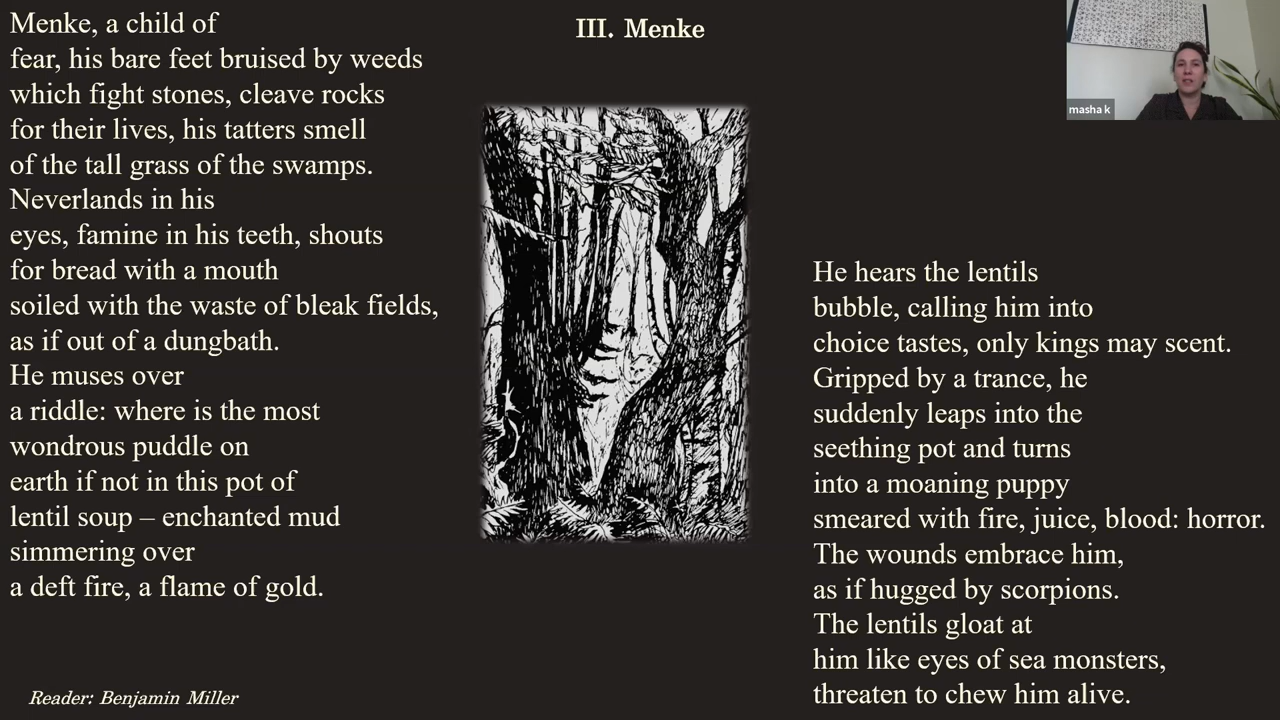 III. Menke
Menke, a child of
fear, his bare feet bruised by weeds
which fight stones, cleave rocks
for their lives, his tatters smell
of the tall grass of the swamps.
Neverlands in his
eyes, famine in his teeth, shouts
for bread with a mouth
soiled with the waste of bleak fields,
as if out of a dungbath.
He muses over
a riddle: where is the most
wondrous puddle on
earth if not in this pot of
lentil soup – enchanted mud
simmering over
a deft fire, a flame of gold.
He hears the lentils
bubble, calling him into
choice tastes, only kings may scent.
Gripped by a trance, he
suddenly leaps into the
seething pot and turns
into a moaning puppy
smeared with fire, juice, blood: horror.
The wounds embrace him,
as if hugged by scorpions.
The lentils gloat at
him like eyes of sea monsters,
threaten to chew him alive.
Reader: Benjamin Miller
masha k